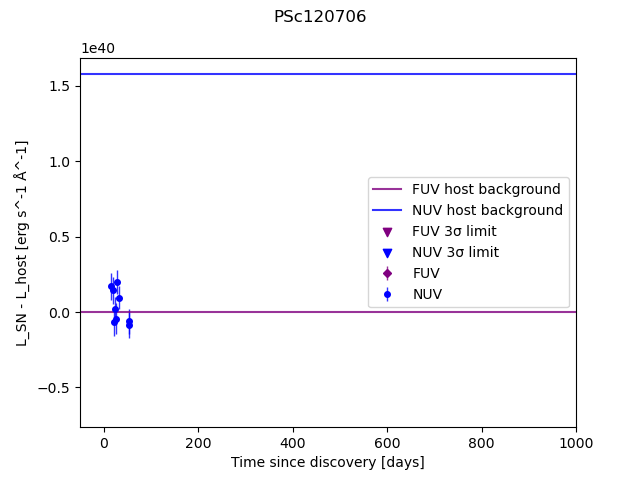 PSc120706
1e40
L_SN - L_host [erg s^-1 Å^-1]
1.5
1.0
0.5
0.0
−0.5
FUV host background
NUV host background
FUV 3σ limit
NUV 3σ limit
FUV
NUV
0 200 400 600 800 1000
Time since discovery [days]